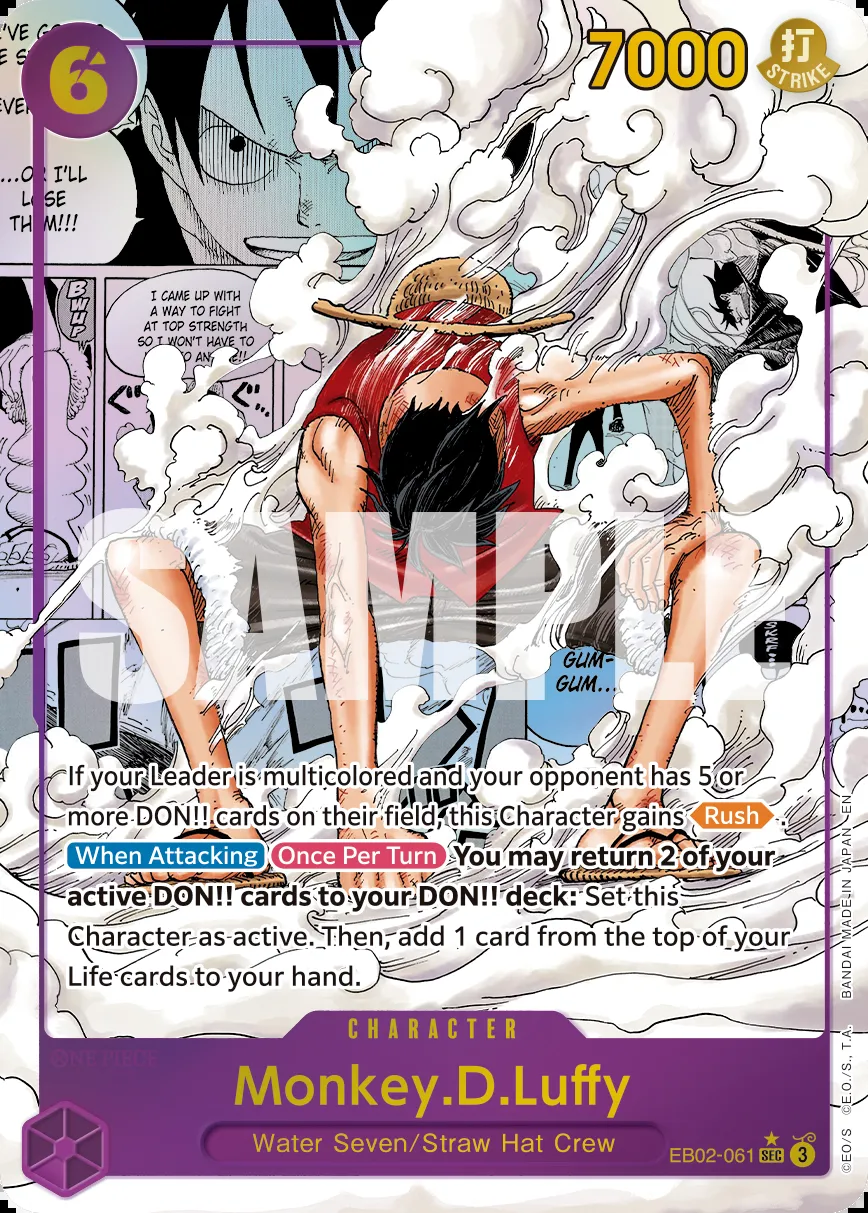 6
7000
打
STRIKE
...OR I'LL
LOSE
THEM!!!
BWUP
I CAME UP WITH
A WAY TO FIGHT
AT TOP STRENGTH
SO I WON'T HAVE TO
ぐ"
ぐ...
SAMPLE
GUM-
GUM...
If your Leader is multicolored and your opponent has 5 or
more DON!! cards on their field, this Character gains Rush .
When Attacking Once Per Turn You may return 2 of your
active DON!! cards to your DON!! deck: Set this
Character as active. Then, add 1 card from the top of your
Life cards to your hand.
CHARACTER
ONE PIECE
Monkey.D.Luffy
Water Seven/Straw Hat Crew
EB02-061 SEC 3
©EO/S ©E.O./S., T.A. BANDAI MADE IN JAPAN EN